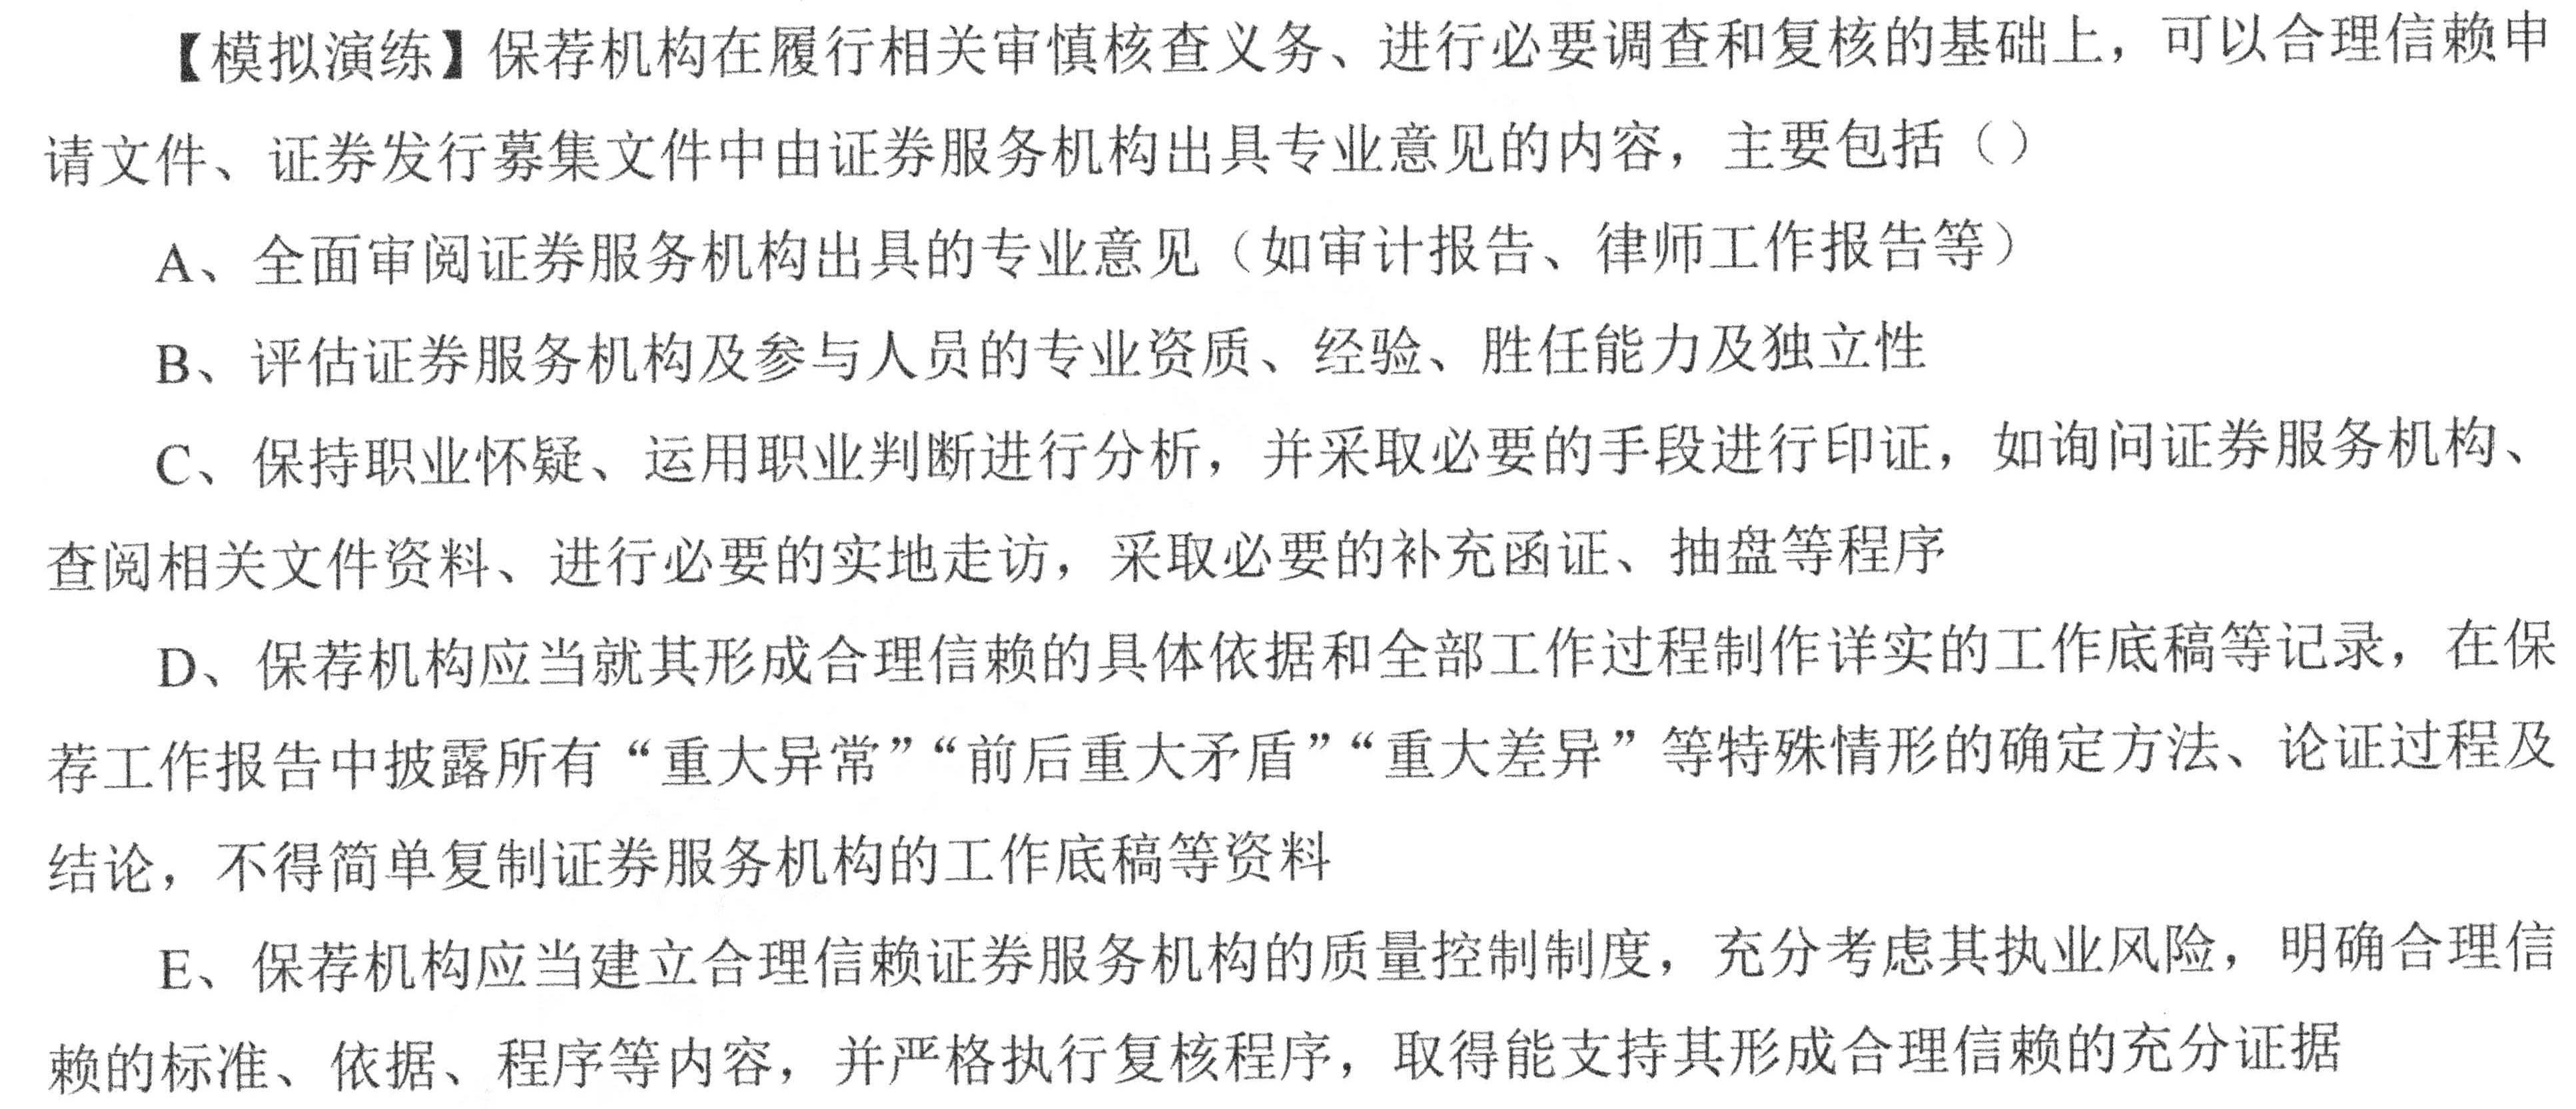 【模拟演练】保荐机构在履行相关审慎核查义务、进行必要调查和复核的基础上，可以合理信赖申
请文件、证券发行募集文件中由证券服务机构出具专业意见的内容，主要包括（）
A、全面审阅证券服务机构出具的专业意见（如审计报告、律师工作报告等）
B、评估证券服务机构及参与人员的专业资质、经验、胜任能力及独立性
C、保持职业怀疑、运用职业判断进行分析，并采取必要的手段进行印证，如询问证券服务机构、
查阅相关文件资料、进行必要的实地走访，采取必要的补充函证、抽盘等程序
D、保荐机构应当就其形成合理信赖的具体依据和全部工作过程制作详实的工作底稿等记录，在保
荐工作报告中披露所有“重大异常”“前后重大矛盾”“重大差异”等特殊情形的确定方法、论证过程及
结论，不得简单复制证券服务机构的工作底稿等资料
E、保荐机构应当建立合理信赖证券服务机构的质量控制制度，充分考虑其执业风险，明确合理信
赖的标准、依据、程序等内容，并严格执行复核程序，取得能支持其形成合理信赖的充分证据